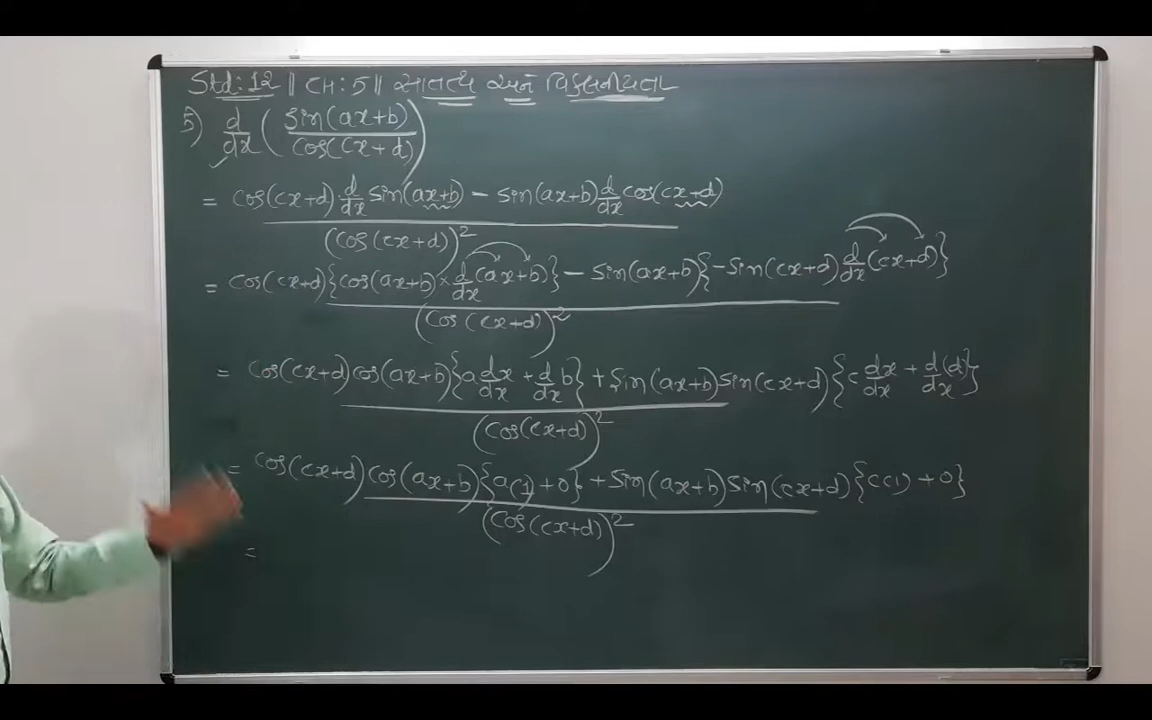 Std: 12 || CH: 5 || સાતત્ય અને વિકલનીયતા
5) d/dx ( sin(ax+b) / cos(cx+d) )
= cos(cx+d) . d/dx sin(ax+b) - sin(ax+b) d/dx cos(cx+d)
(cos(cx+d))²
= cos(cx+d) {cos(ax+b) × d/dx (ax+b)} - sin(ax+b) {-sin(cx+d) d/dx (cx+d)}
(cos(cx+d))²
= cos(cx+d) cos(ax+b) {a dx/dx + d/dx b} + sin(ax+b) sin(cx+d) {c dx/dx + d/dx (d)}
(cos(cx+d))²
= cos(cx+d) cos(ax+b) {a(1) + 0} + sin(ax+b) sin(cx+d) {c(1) + 0}
(cos(cx+d))²
=